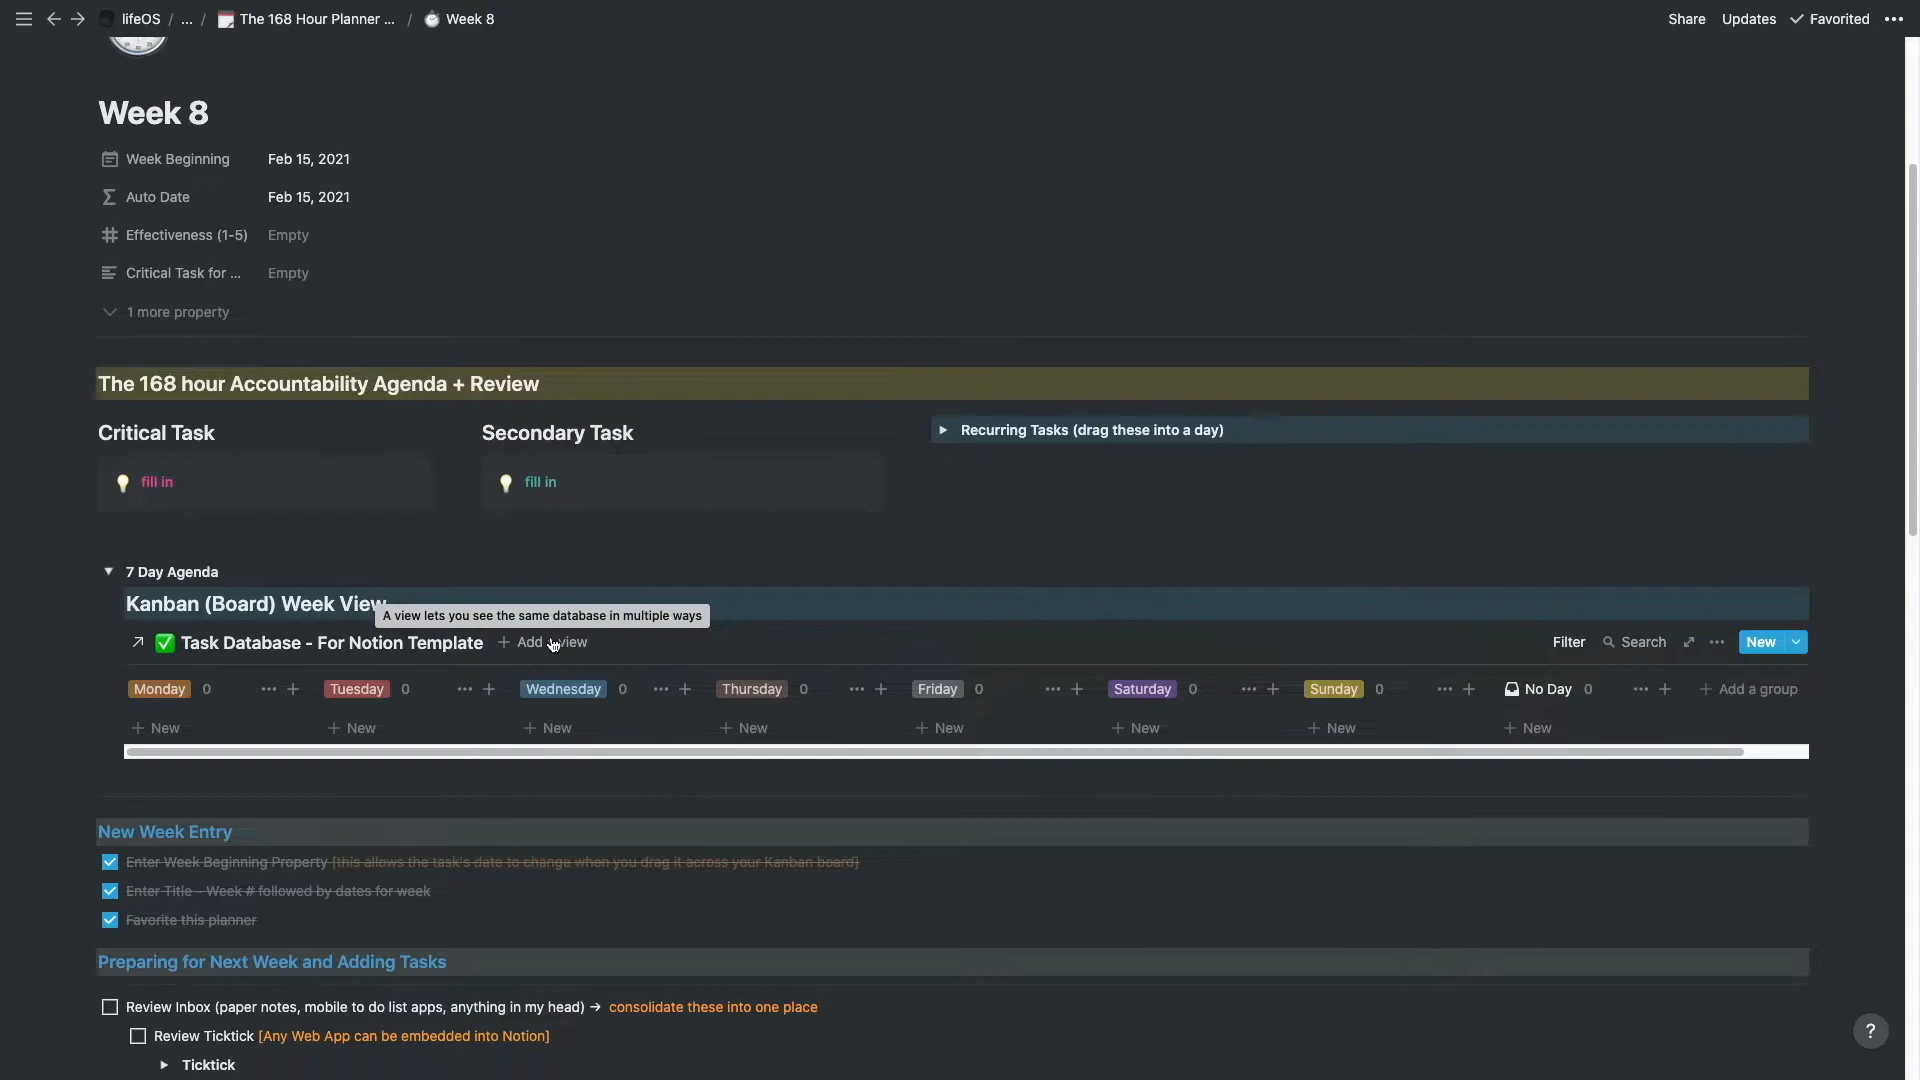 lifeOS / ... / The 168 Hour Planner ... / Week 8
Share Updates Favorited
Week 8
Week Beginning Feb 15, 2021
Auto Date Feb 15, 2021
Effectiveness (1-5) Empty
Critical Task for ... Empty
1 more property
The 168 hour Accountability Agenda + Review
Critical Task
fill in
Secondary Task
fill in
Recurring Tasks (drag these into a day)
7 Day Agenda
Kanban (Board) Week View
A view lets you see the same database in multiple ways
Task Database - For Notion Template + Add view
Filter Search ... New
Monday 0 ... + Tuesday 0 ... + Wednesday 0 ... + Thursday 0 ... + Friday 0 ... + Saturday 0 ... + Sunday 0 ... + No Day 0 ... + + Add a group
+ New + New + New + New + New + New + New + New
New Week Entry
Enter Week Beginning Property [this allows the task's date to change when you drag it across your Kanban board]
Enter Title - Week # followed by dates for week
Favorite this planner
Preparing for Next Week and Adding Tasks
Review Inbox (paper notes, mobile to do list apps, anything in my head) → consolidate these into one place
Review Ticktick [Any Web App can be embedded into Notion]
Ticktick
?